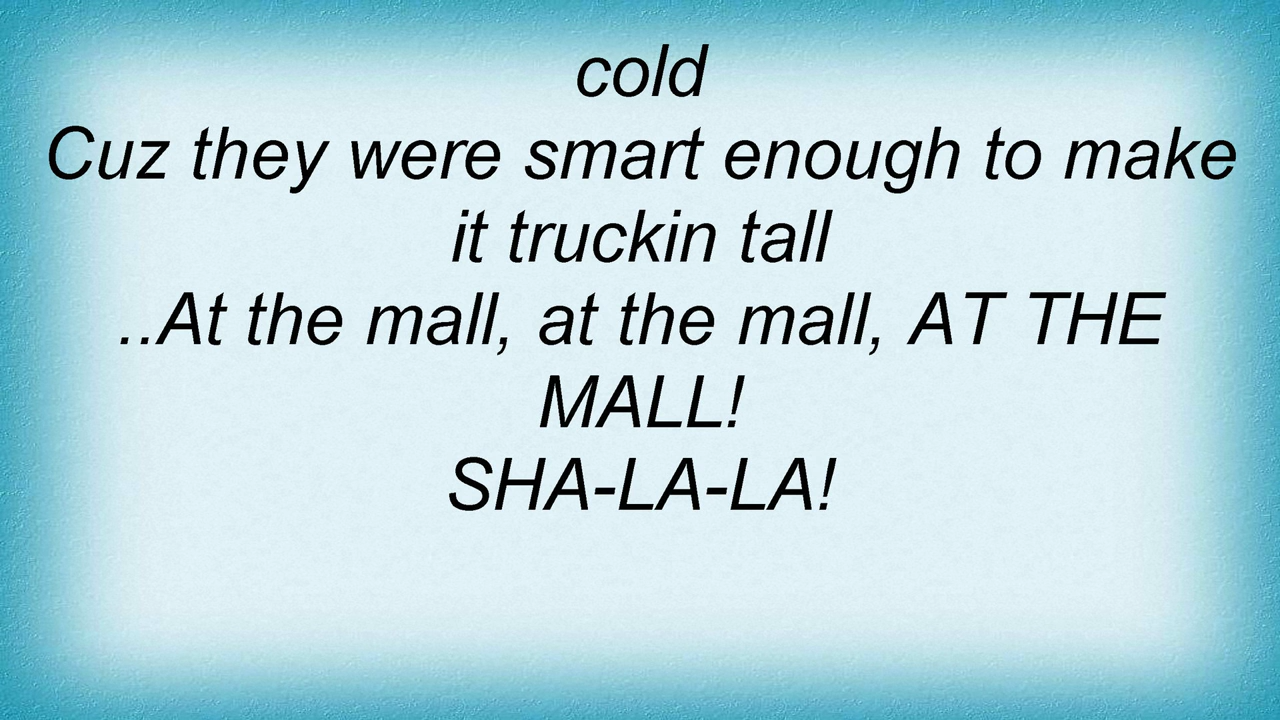 cold
Cuz they were smart enough to make
it truckin tall
..At the mall, at the mall, AT THE
MALL!
SHA-LA-LA!